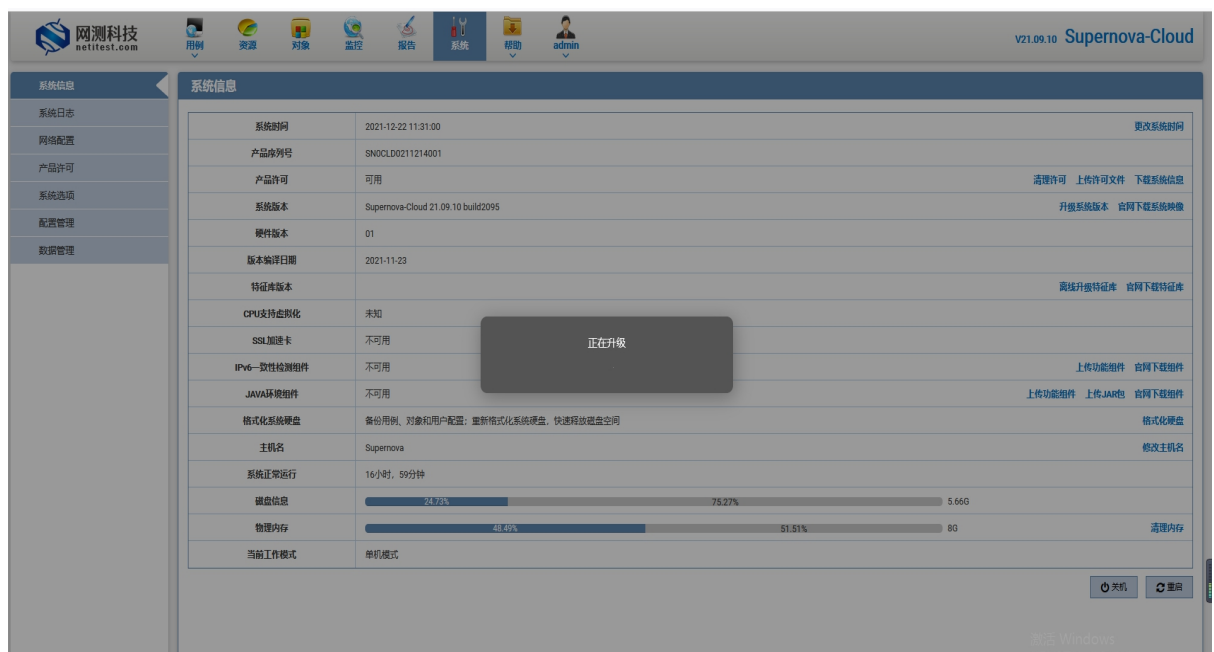 网测科技
netitest.com
用例 资源 对象 监控 报告 系统 帮助 admin
V21.09.10 Supernova-Cloud
系统信息
系统日志
网络配置
产品许可
系统选项
配置管理
数据管理
系统信息
系统时间 2021-12-22 11:31:00 更改系统时间
产品序列号 SN0CLD0211214001
产品许可 可用 清理许可 上传许可文件 下载系统信息
系统版本 Supernova-Cloud 21.09.10 build2095 升级系统版本 官网下载系统映像
硬件版本 01
版本编译日期 2021-11-23
特征库版本 离线升级特征库 官网下载特征库
CPU支持虚拟化 未知
SSL加速卡 不可用
正在升级
IPv6一致性检测组件 不可用 上传功能组件 官网下载组件
JAVA环境组件 不可用 上传功能组件 上传JAR包 官网下载组件
格式化系统硬盘 备份用例、对象和用户配置；重新格式化系统硬盘，快速释放磁盘空间 格式化硬盘
主机名 Supernova 修改主机名
系统正常运行 16小时，59分钟
磁盘信息 24.73% 75.27% 5.66G
物理内存 48.49% 51.51% 8G 清理内存
当前工作模式 单机模式
关机 重启
激活 Windows